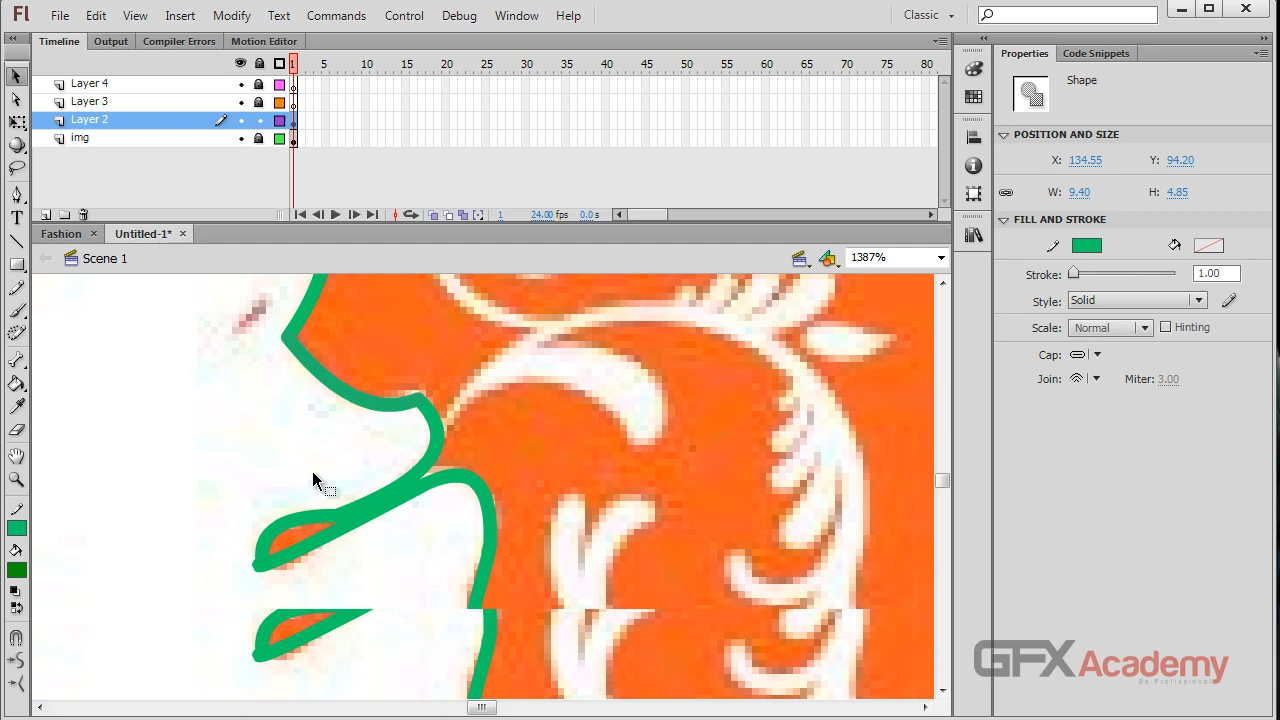 Fl File Edit View Insert Modify Text Commands Control Debug Window Help Classic
Timeline Output Compiler Errors Motion Editor
1 5 10 15 20 25 30 35 40 45 50 55 60 65 70 75 80
Layer 4
Layer 3
Layer 2
img
1 24.00 fps 0.0 s
Fashion × Untitled-1* ×
Scene 1 1387%
Properties Code Snippets
Shape
POSITION AND SIZE
X: 134.55 Y: 94.20
W: 9.40 H: 4.85
FILL AND STROKE
Stroke: 1.00
Style: Solid
Scale: Normal Hinting
Cap:
Join: Miter: 3.00
GFXAcademy
Be Professional